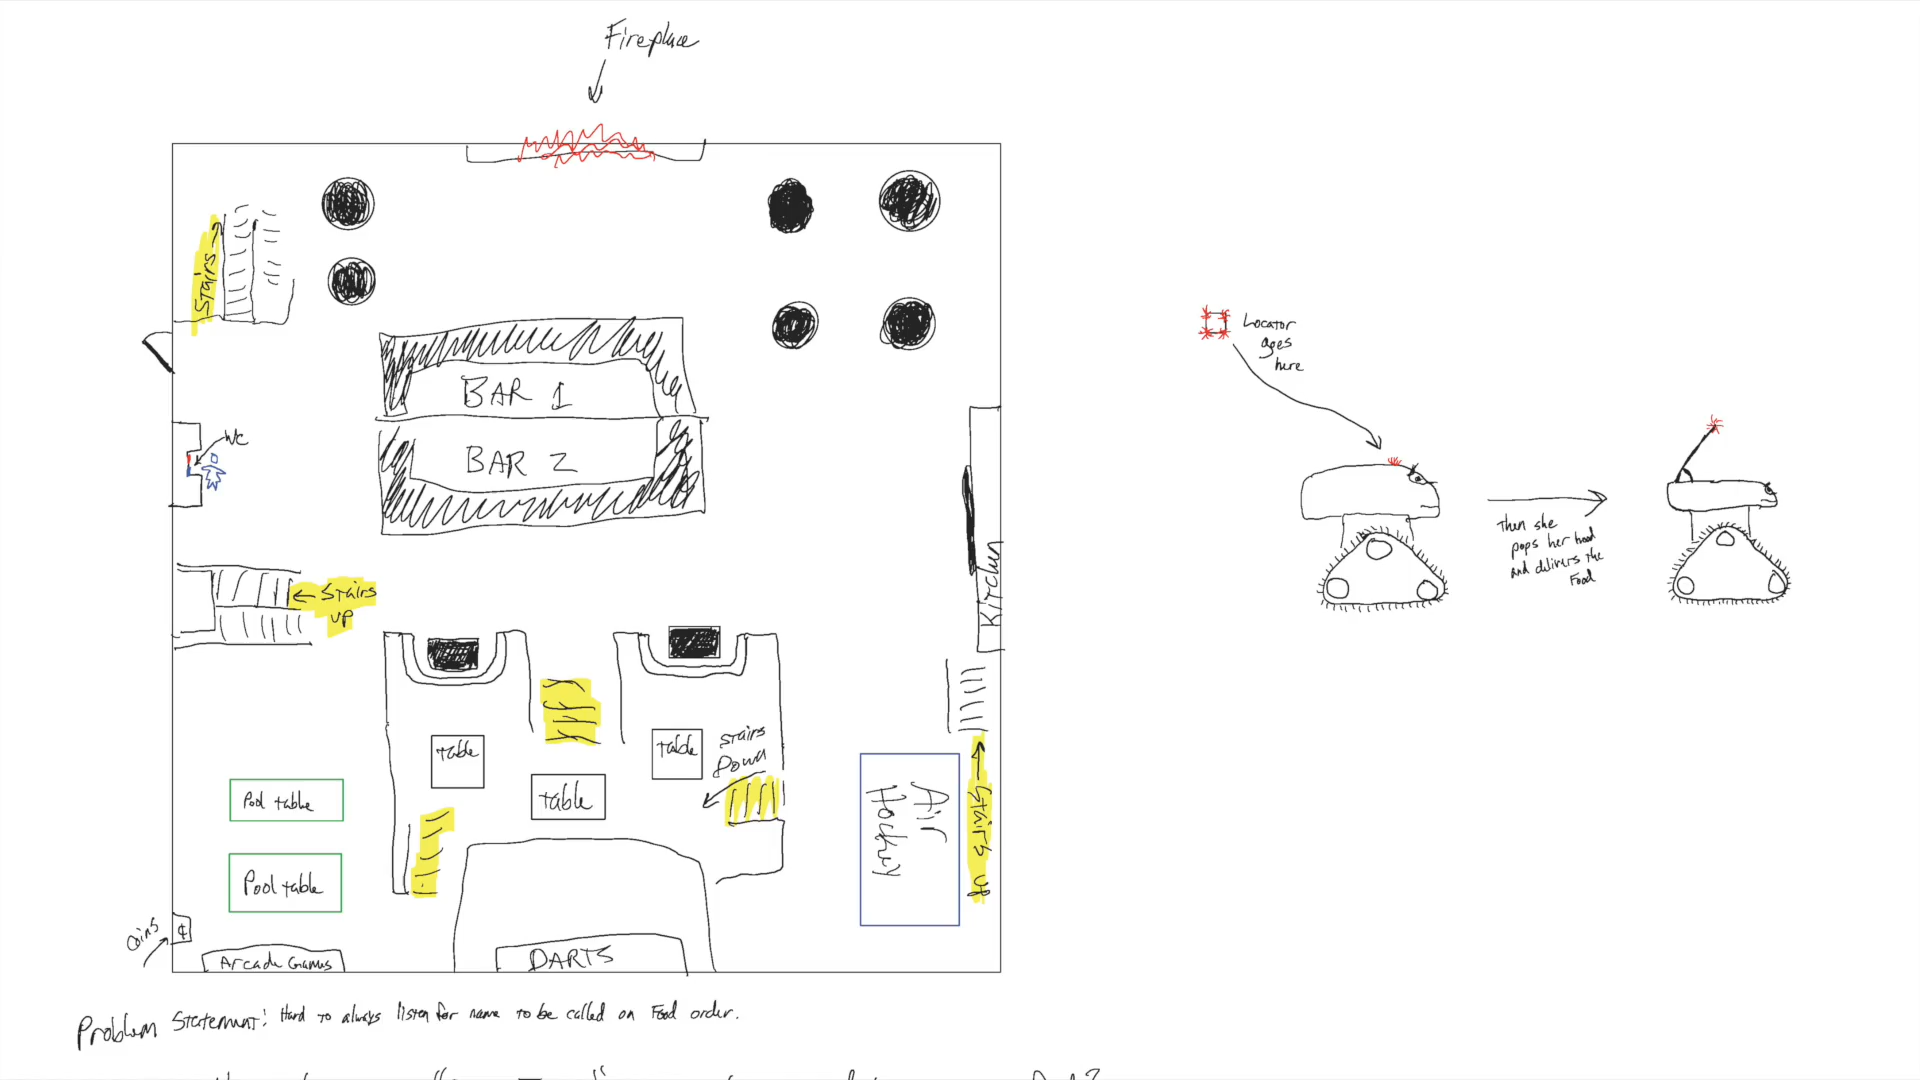 Fireplace
Stairs
BAR 1
BAR 2
WC
Stairs
up
Kitchen
table
table
table
Stairs
Down
Pool table
Pool table
Air
Hockey
Stairs up
coins
¢
Arcade Games
DARTS
Locator
goes
here
Then she
pops her hood
and delivers the
Food
Problem Statement: Hard to always listen for name to be called on Food order.